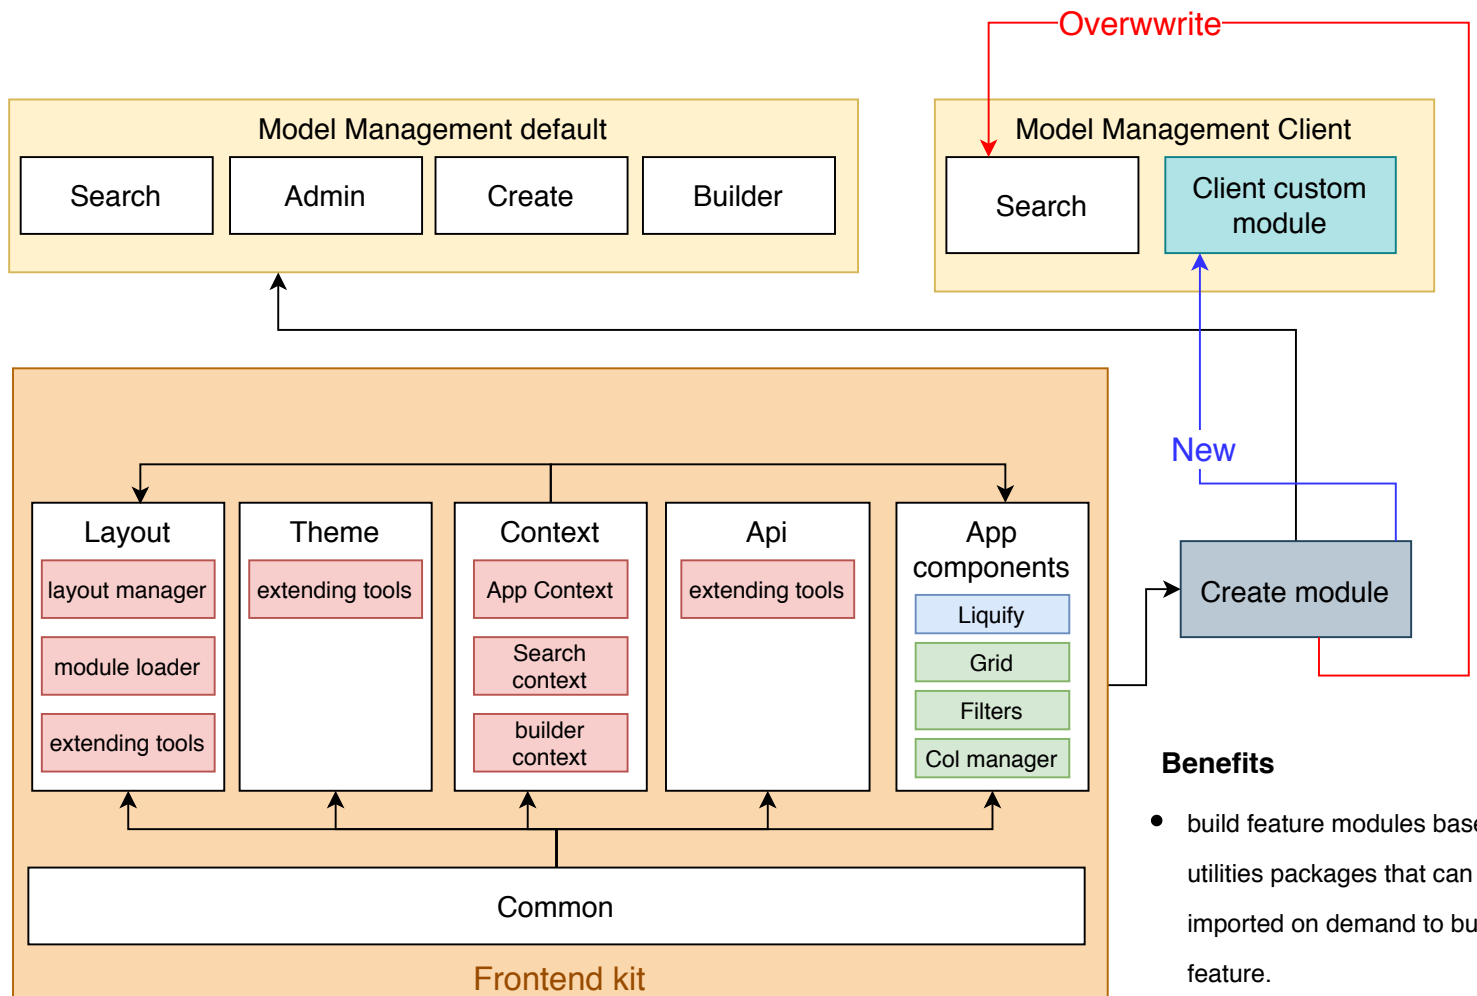 Overwwrite
Model Management default
Search
Admin
Create
Builder
Model Management Client
Search
Client custom
module
New
Layout
layout manager
module loader
extending tools
Theme
extending tools
Context
App Context
Search
context
builder
context
Api
extending tools
App
components
Liquify
Grid
Filters
Col manager
Create module
Common
Frontend kit
Benefits
• build feature modules base
utilities packages that can
imported on demand to bu
feature.